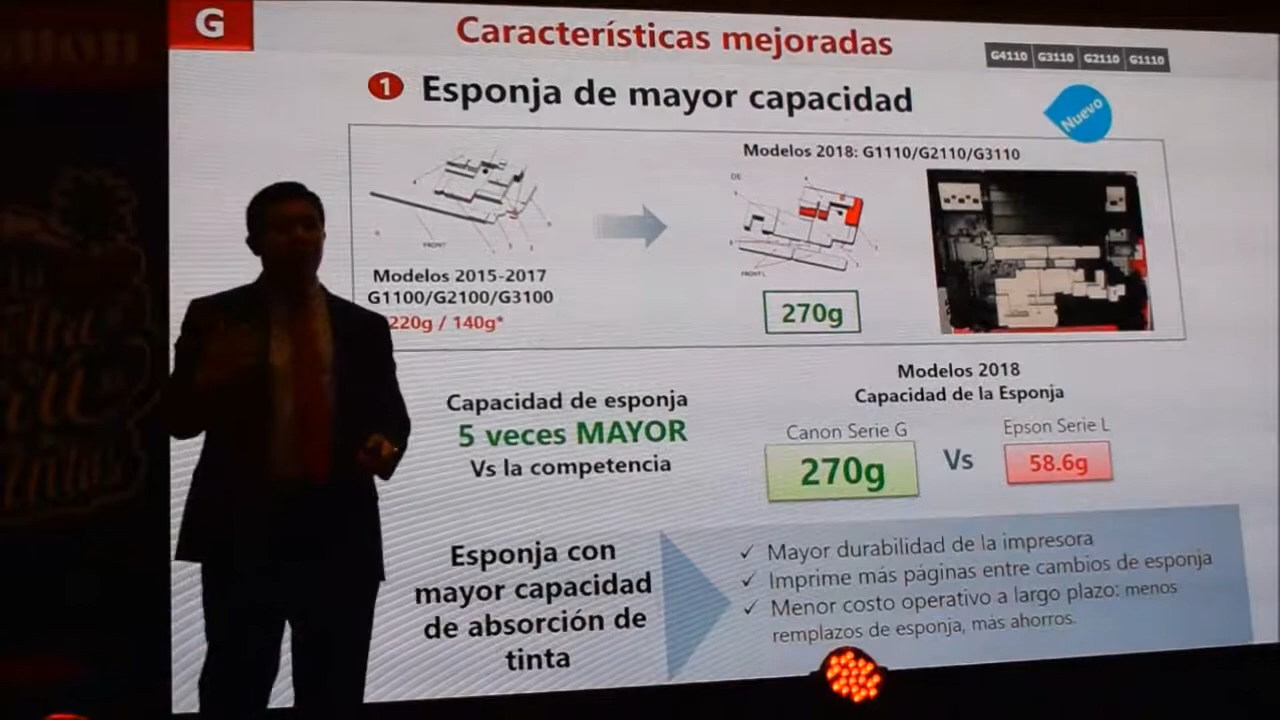 G
Características mejoradas
G4110 G3110 G2110 G1110
1 Esponja de mayor capacidad
Nuevo
Modelos 2018: G1110/G2110/G3110
FRONT
Modelos 2015-2017
G1100/G2100/G3100
220g / 140g*
270g
Capacidad de esponja
5 veces MAYOR
Vs la competencia
Modelos 2018
Capacidad de la Esponja
Canon Serie G
270g
Vs
Epson Serie L
58.6g
Esponja con
mayor capacidad
de absorción de
tinta
✓ Mayor durabilidad de la impresora
✓ Imprime más páginas entre cambios de esponja
✓ Menor costo operativo a largo plazo: menos
remplazos de esponja, más ahorros.